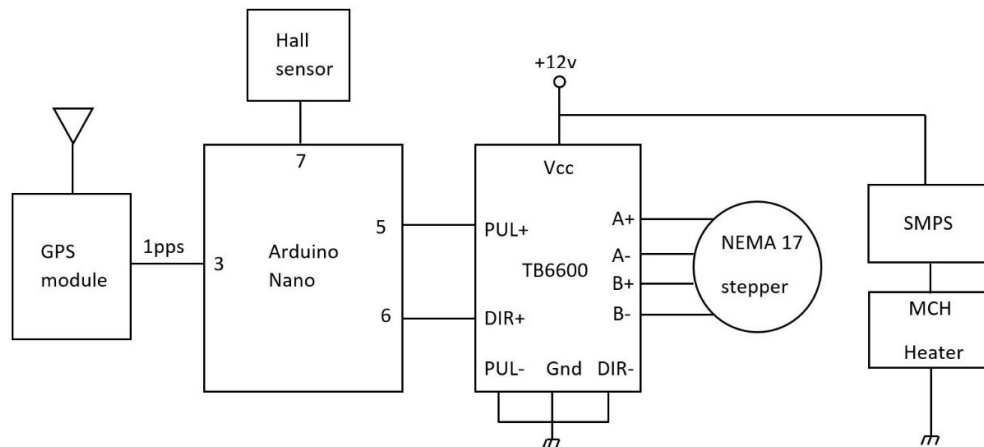 Hall
sensor
+12v
7
Vcc
GPS
module
1pps
3
Arduino
Nano
5
6
PUL+
TB6600
DIR+
PUL-
Gnd
DIR-
A+
A-
B+
B-
NEMA 17
stepper
SMPS
MCH
Heater